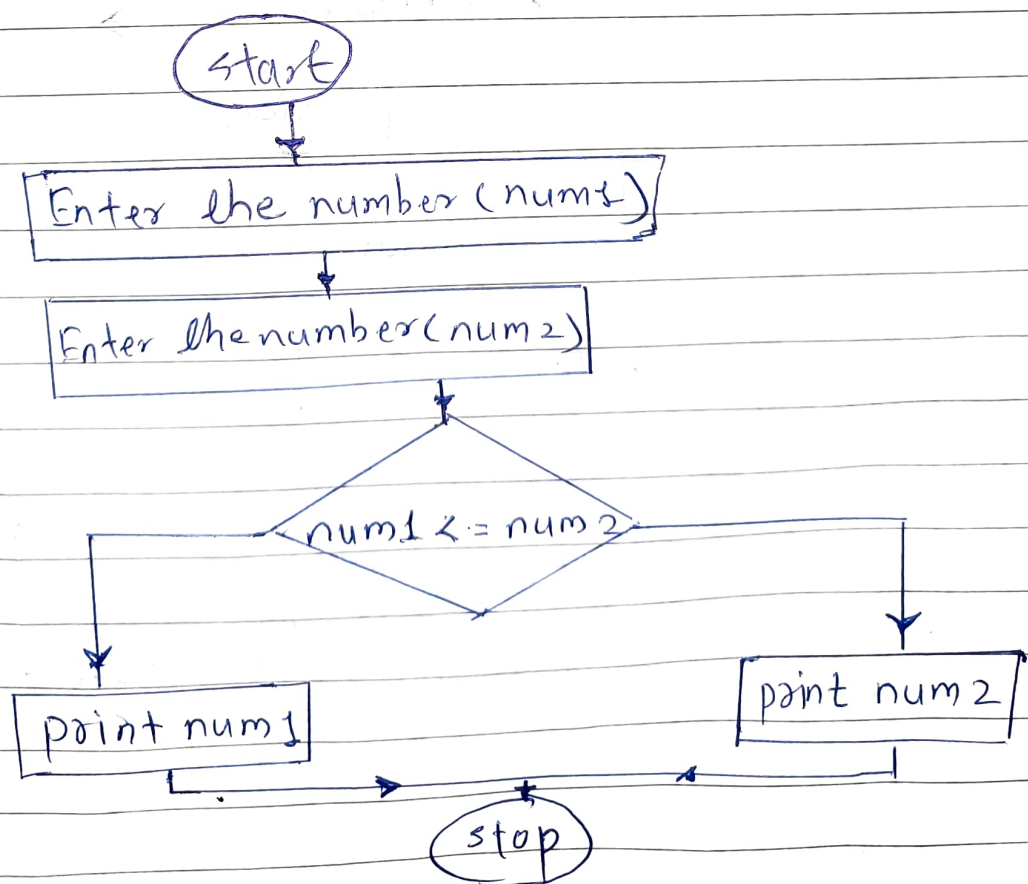 start
Enter the number (num1)
Enter the number (num2)
num1 <= num2
print num1
print num2
stop